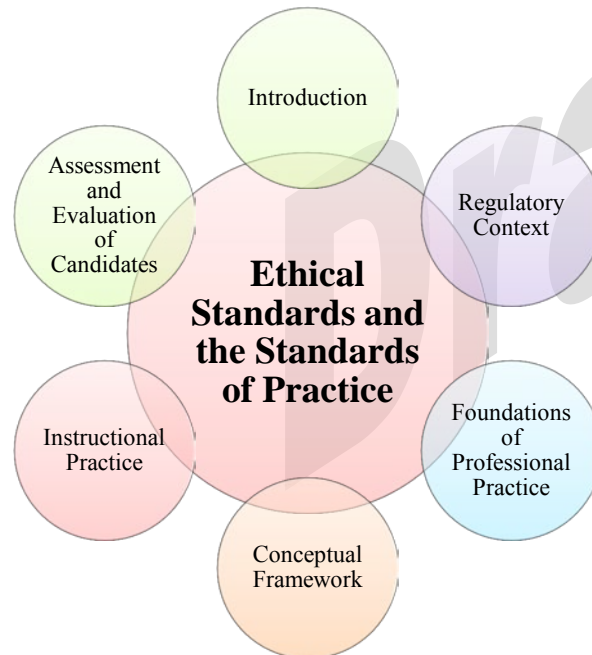 Introduction
Regulatory
Context
Foundations
of
Professional
Practice
Conceptual
Framework
Instructional
Practice
Assessment
and
Evaluation
of
Candidates
Ethical
Standards and
the Standards
of Practice